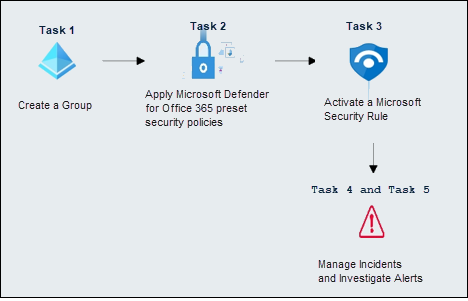 Task 1
Create a Group
Task 2
Apply Microsoft Defender
for Office 365 preset
security policies
Task 3
Activate a Microsoft
Security Rule
Task 4 and Task 5
Manage Incidents
and Investigate Alerts